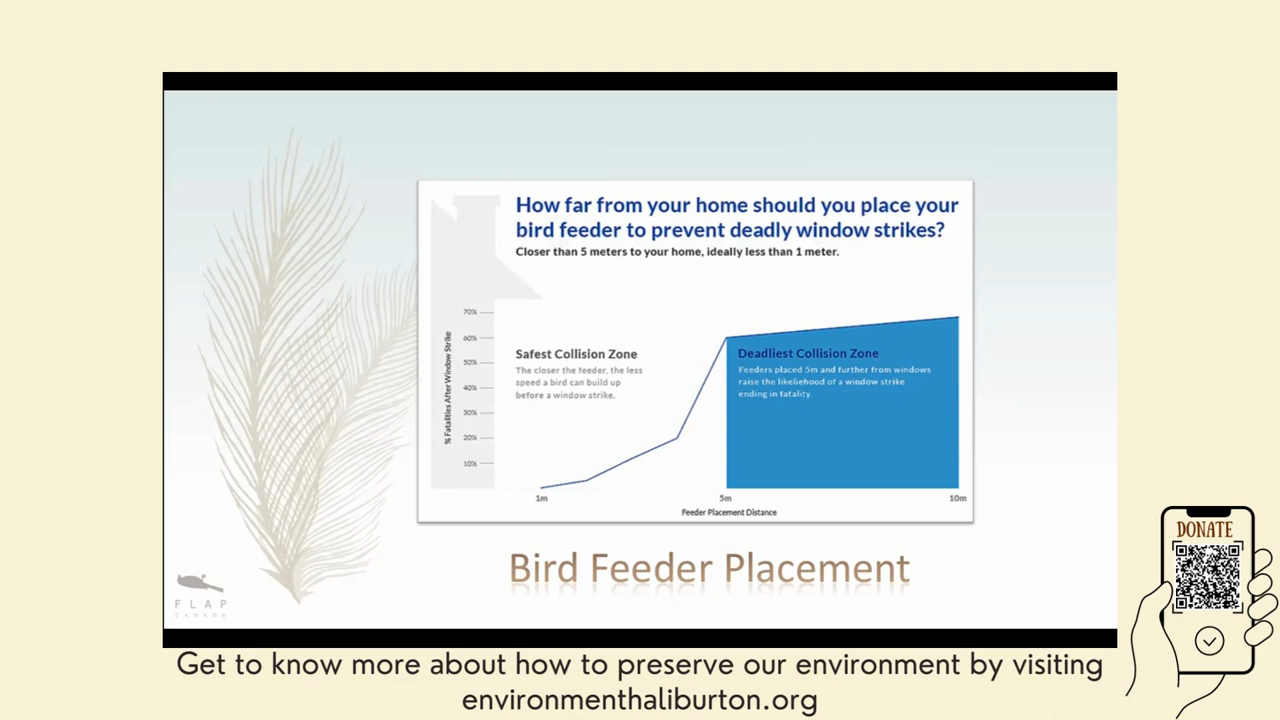 How far from your home should you place your
bird feeder to prevent deadly window strikes?
Closer than 5 meters to your home, ideally less than 1 meter.
% Fatalities After Window Strike
70%
60%
50%
40%
30%
20%
10%
Safest Collision Zone
The closer the feeder, the less
speed a bird can build up
before a window strike.
Deadliest Collision Zone
Feeders placed 5m and further from windows
raise the likeliehood of a window strike
ending in fatality.
1m
5m
10m
Feeder Placement Distance
Bird Feeder Placement
FLAP
CANADA
DONATE
Get to know more about how to preserve our environment by visiting
environmenthaliburton.org